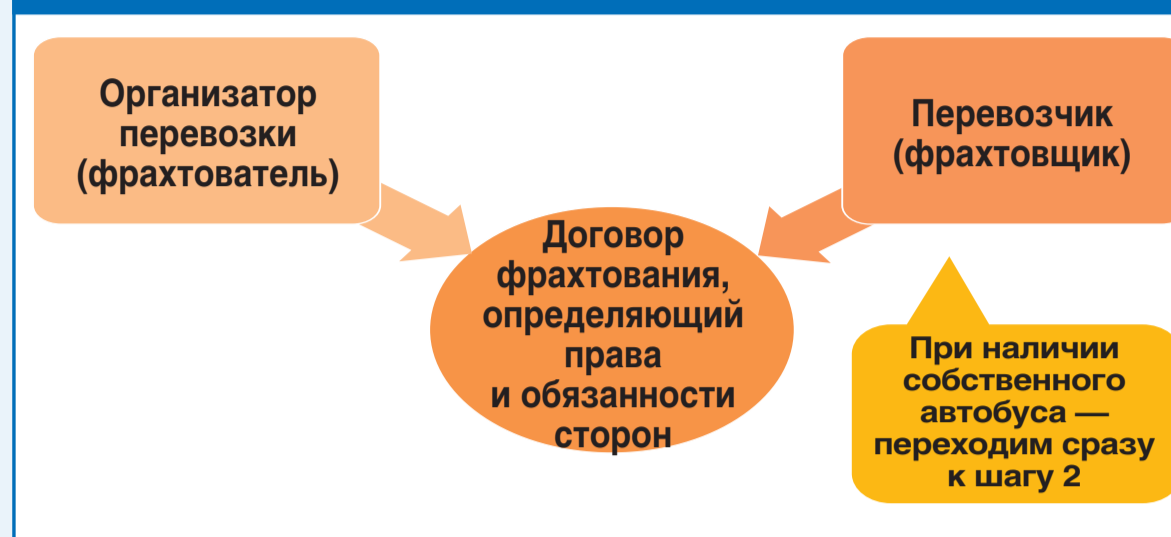 Организатор
перевозки
(фрахтователь)
Перевозчик
(фрахтовщик)
Договор
фрахтования,
определяющий
права
и обязанности
сторон
При наличии
собственного
автобуса —
переходим сразу
к шагу 2